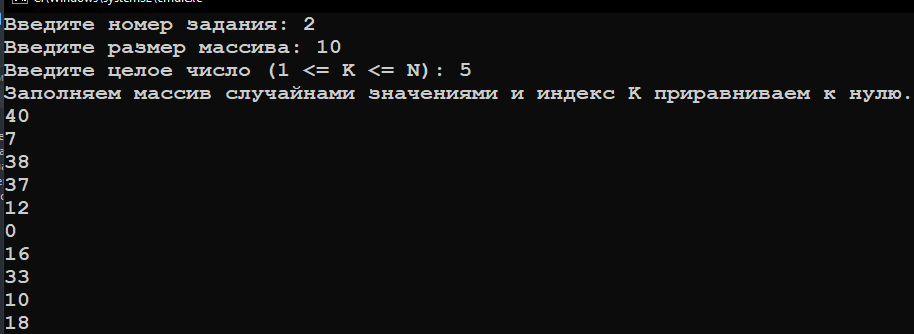 Введите номер задания: 2
Введите размер массива: 10
Введите целое число (1 <= K <= N): 5
Заполняем массив случайнами значениями и индекс K приравниваем к нулю.
40
7
38
37
12
0
16
33
10
18